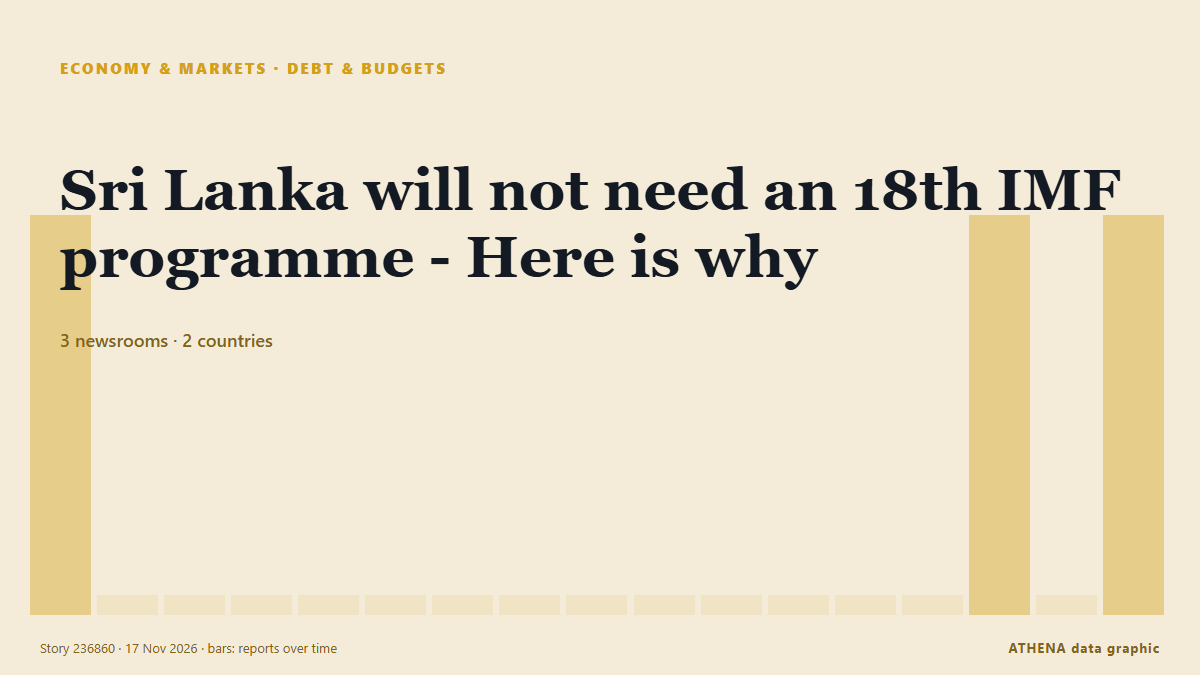 ECONOMY & MARKETS · DEBT & BUDGETS
Sri Lanka will not need an 18th IMF
programme - Here is why
3 newsrooms · 2 countries
Story 236860 · 17 Nov 2026 · bars: reports over time
ATHENA data graphic